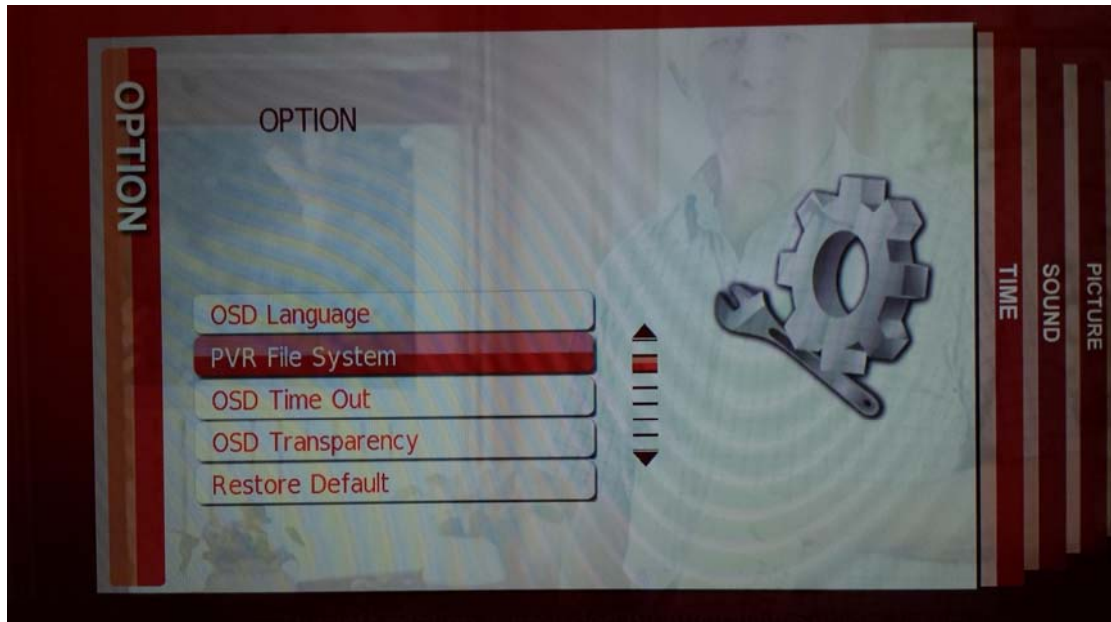 OPTION
OPTION
OSD Language
PVR File System
OSD Time Out
OSD Transparency
Restore Default
TIME
SOUND
PICTURE